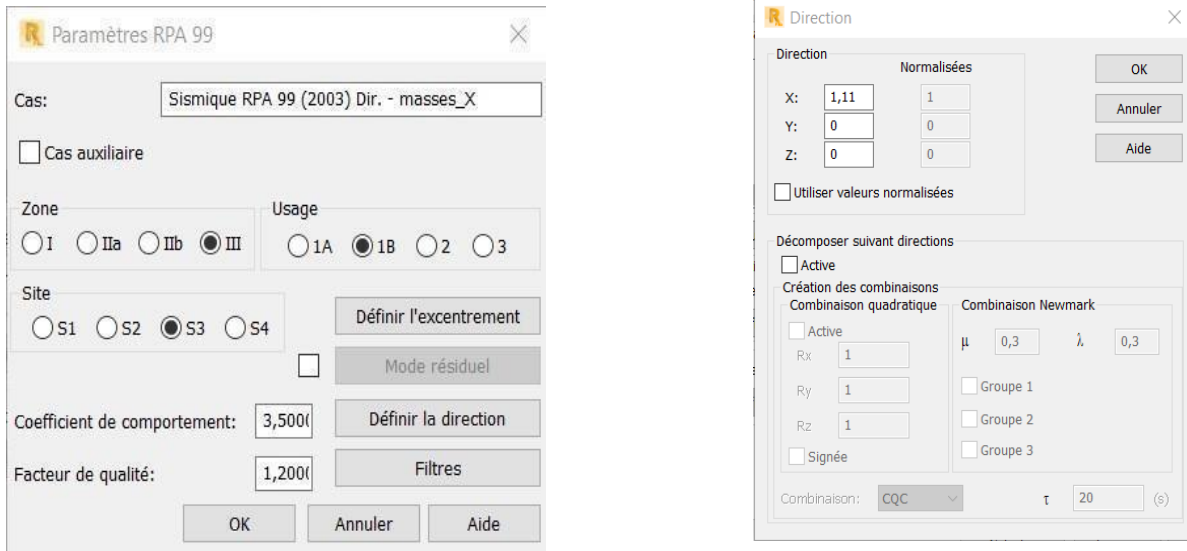 Paramètres RPA 99
Cas: Sismique RPA 99 (2003) Dir. - masses_X
Cas auxiliaire
Zone
I IIa IIb III
Usage
1A 1B 2 3
Site
S1 S2 S3 S4
Définir l'excentrement
Mode résiduel
Coefficient de comportement: 3,5000
Définir la direction
Facteur de qualité: 1,2000
Filtres
OK Annuler Aide
Direction
Direction
Normalisées
X: 1,11 1
Y: 0 0
Z: 0 0
Utiliser valeurs normalisées
OK
Annuler
Aide
Décomposer suivant directions
Active
Création des combinaisons
Combinaison quadratique
Active
Rx 1
Ry 1
Rz 1
Signée
Combinaison Newmark
μ 0,3 λ 0,3
Groupe 1
Groupe 2
Groupe 3
Combinaison: CQC τ 20 (s)